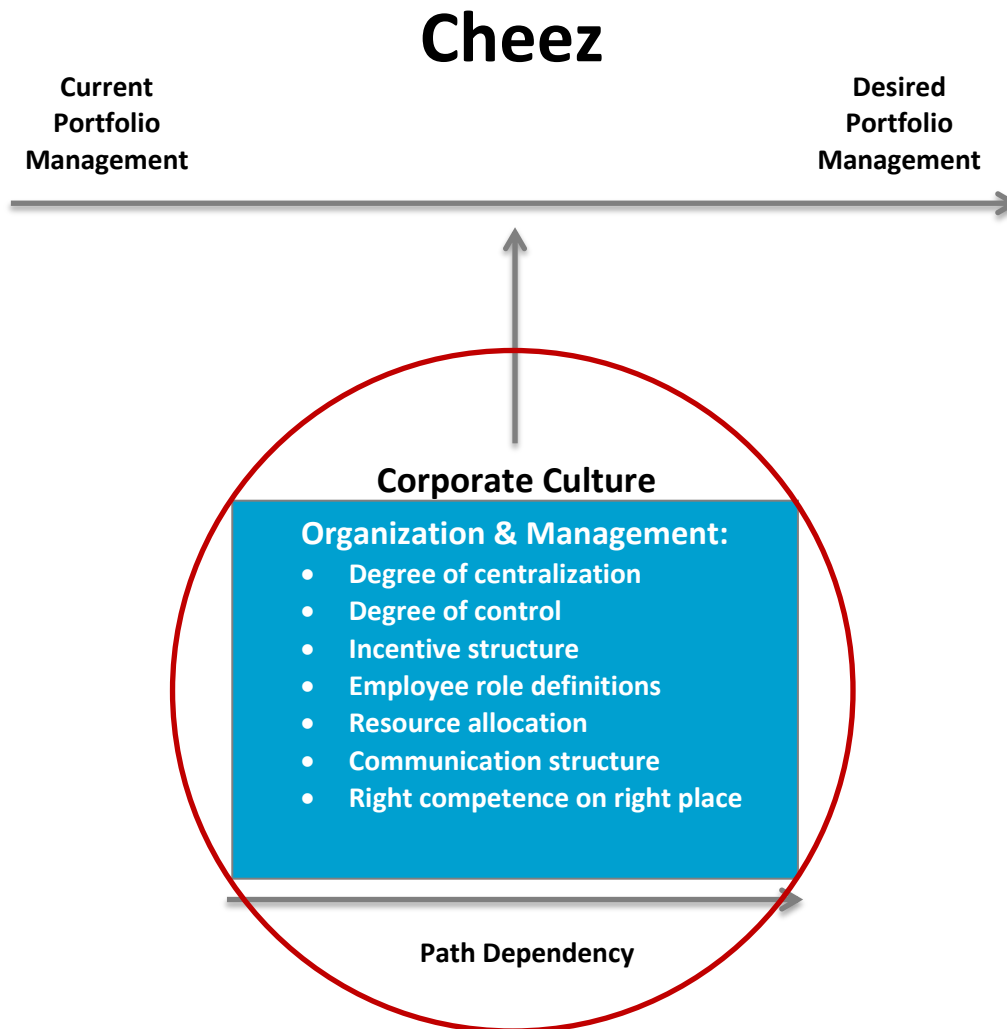 Cheez
Current
Portfolio
Management
Desired
Portfolio
Management
Corporate Culture
Organization & Management:
• Degree of centralization
• Degree of control
• Incentive structure
• Employee role definitions
• Resource allocation
• Communication structure
• Right competence on right place
Path Dependency